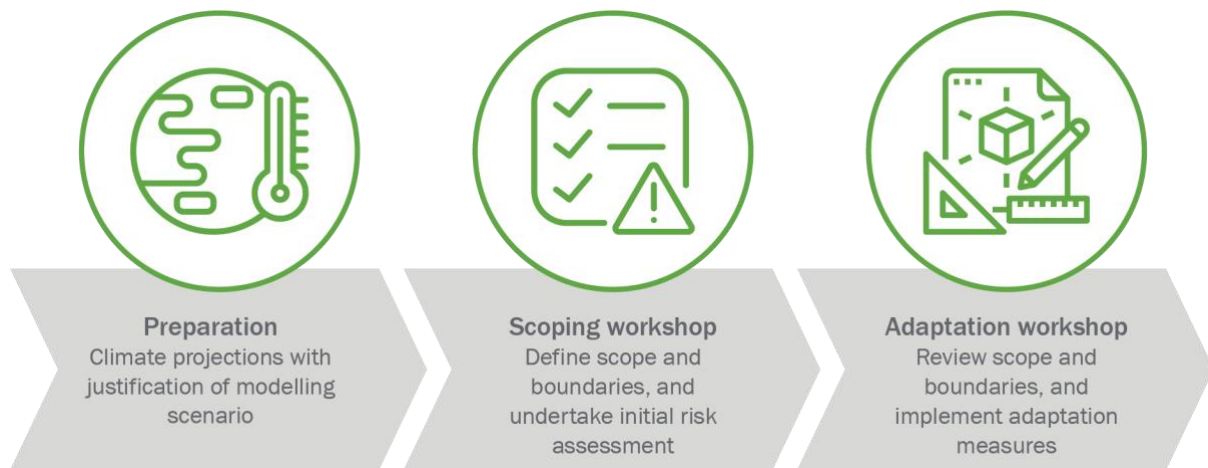 Preparation
Climate projections with
justification of modelling
scenario
Scoping workshop
Define scope and
boundaries, and
undertake initial risk
assessment
Adaptation workshop
Review scope and
boundaries, and
implement adaptation
measures